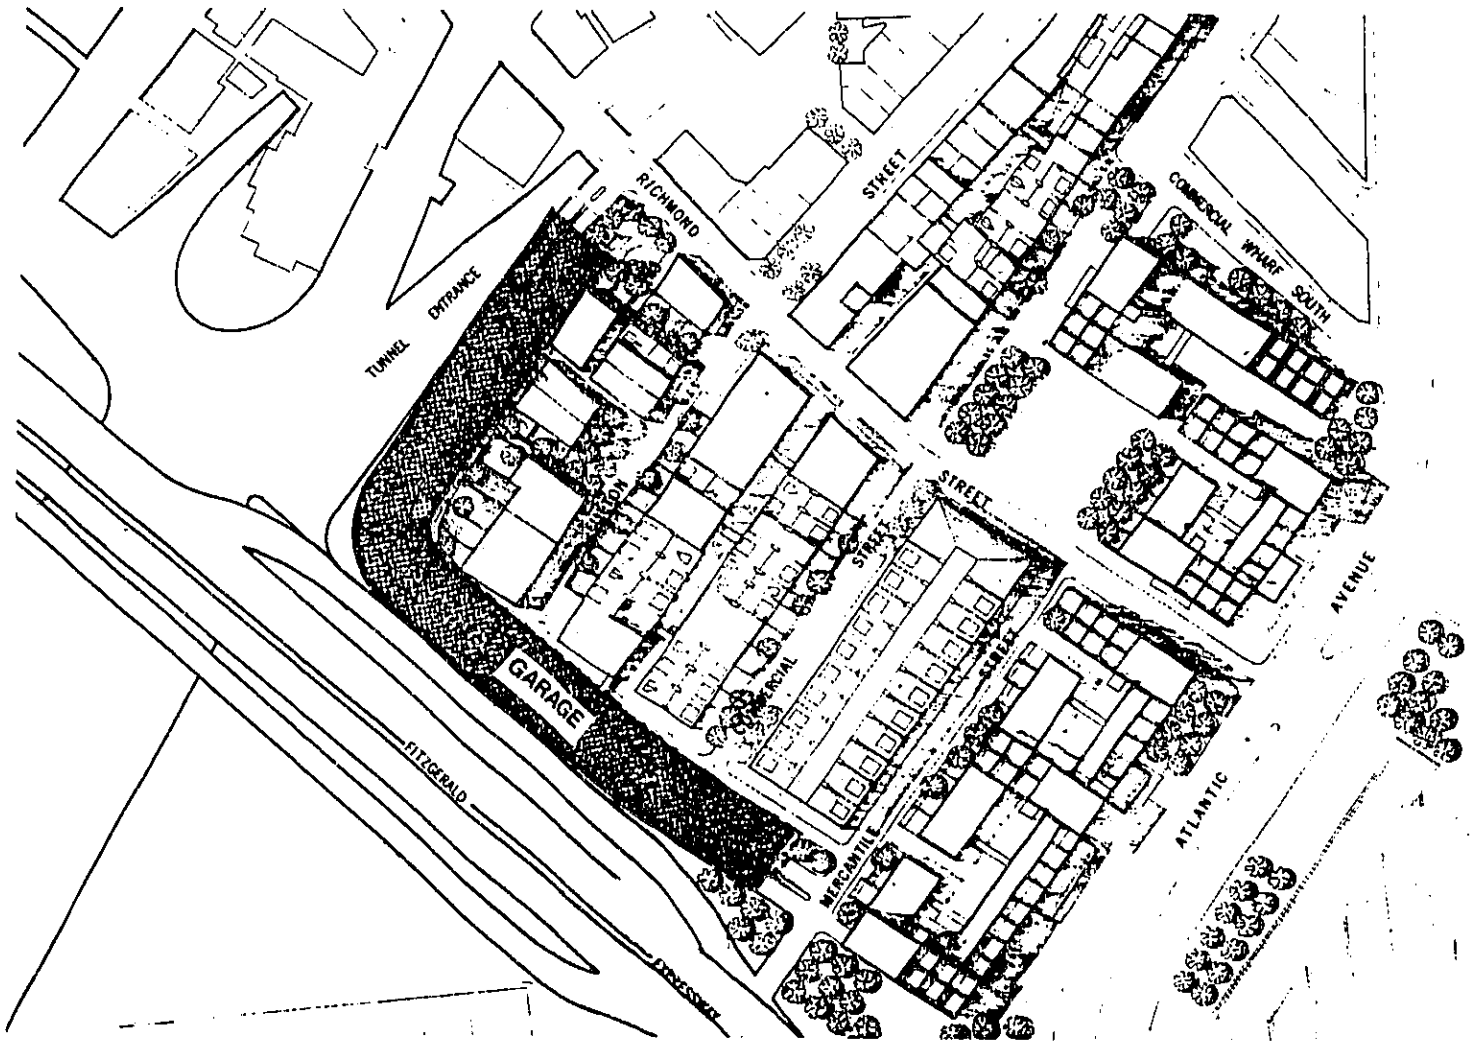 RICHMOND
STREET
COMMERCIAL WHARF SOUTH
TUNNEL ENTRANCE
STREET
STREET
AVENUE
STREET
COMMERCIAL
GARAGE
FITZGERALD
ATLANTIC
MERCANTILE
EXPRESSWAY